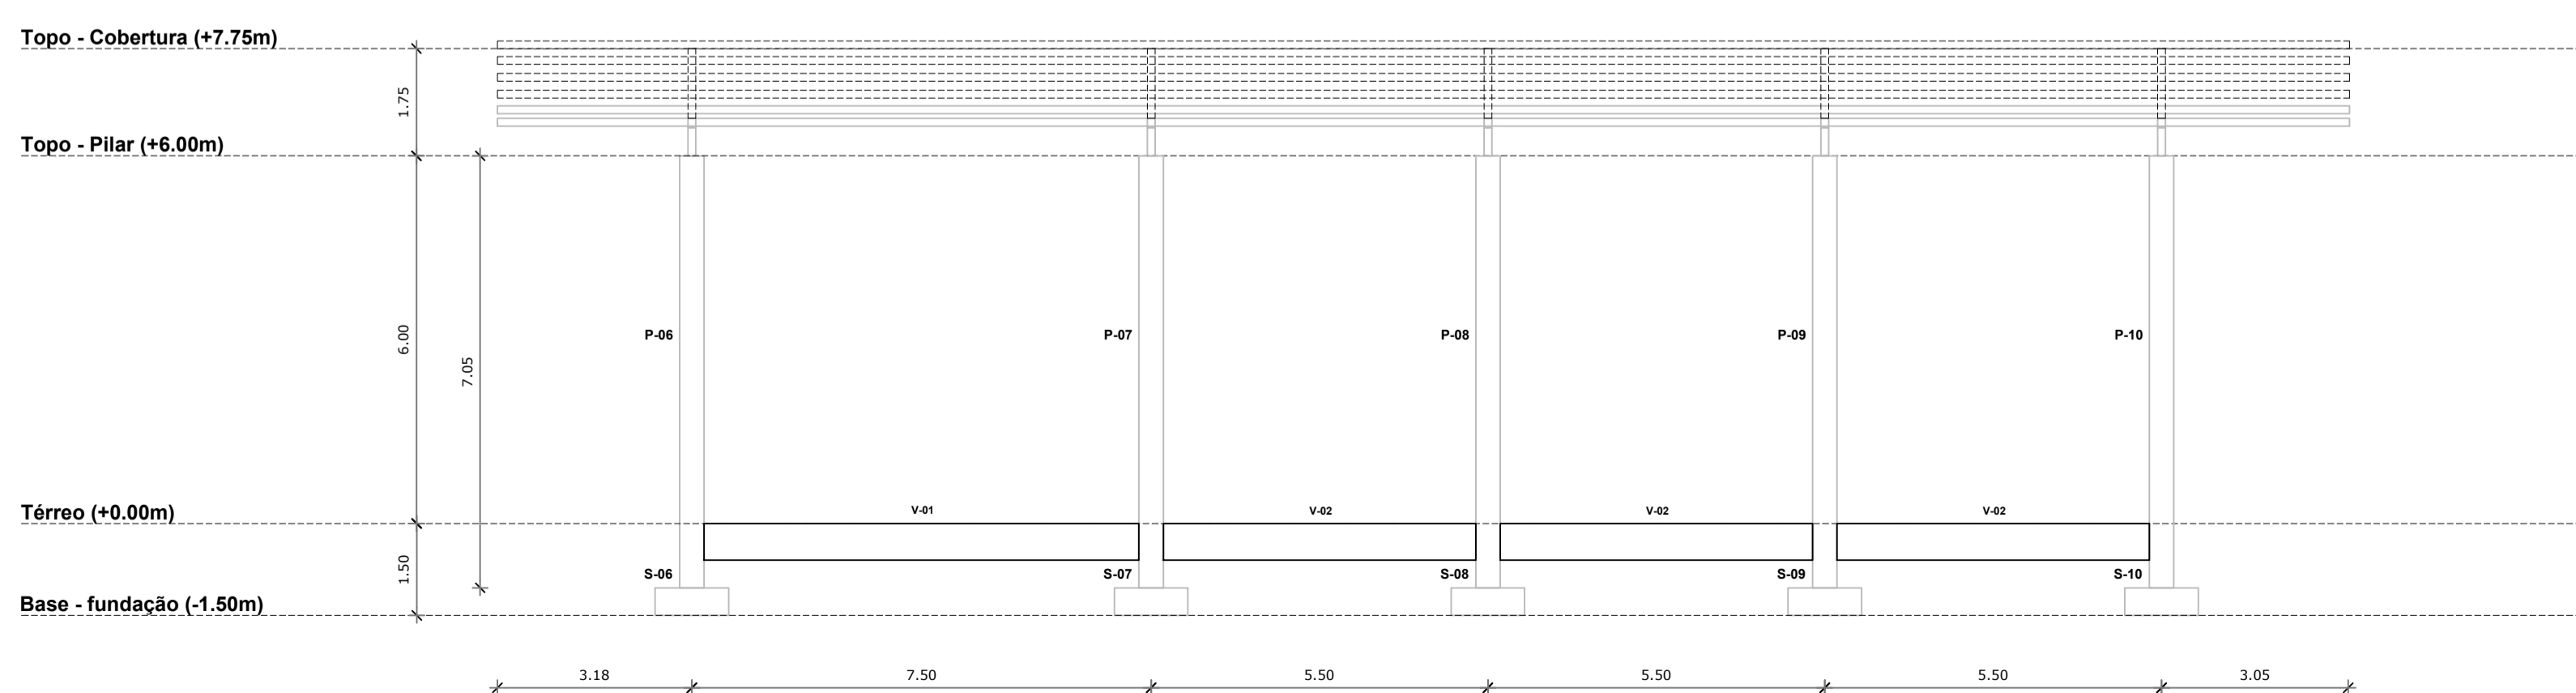 Topo - Cobertura (+7.75m)
1.75
Topo - Pilar (+6.00m)
6.00
7.05
P-06
P-07
P-08
P-09
P-10
Térreo (+0.00m)
V-01
V-02
V-02
V-02
1.50
S-06
S-07
S-08
S-09
S-10
Base - fundação (-1.50m)
3.18
7.50
5.50
5.50
5.50
3.05